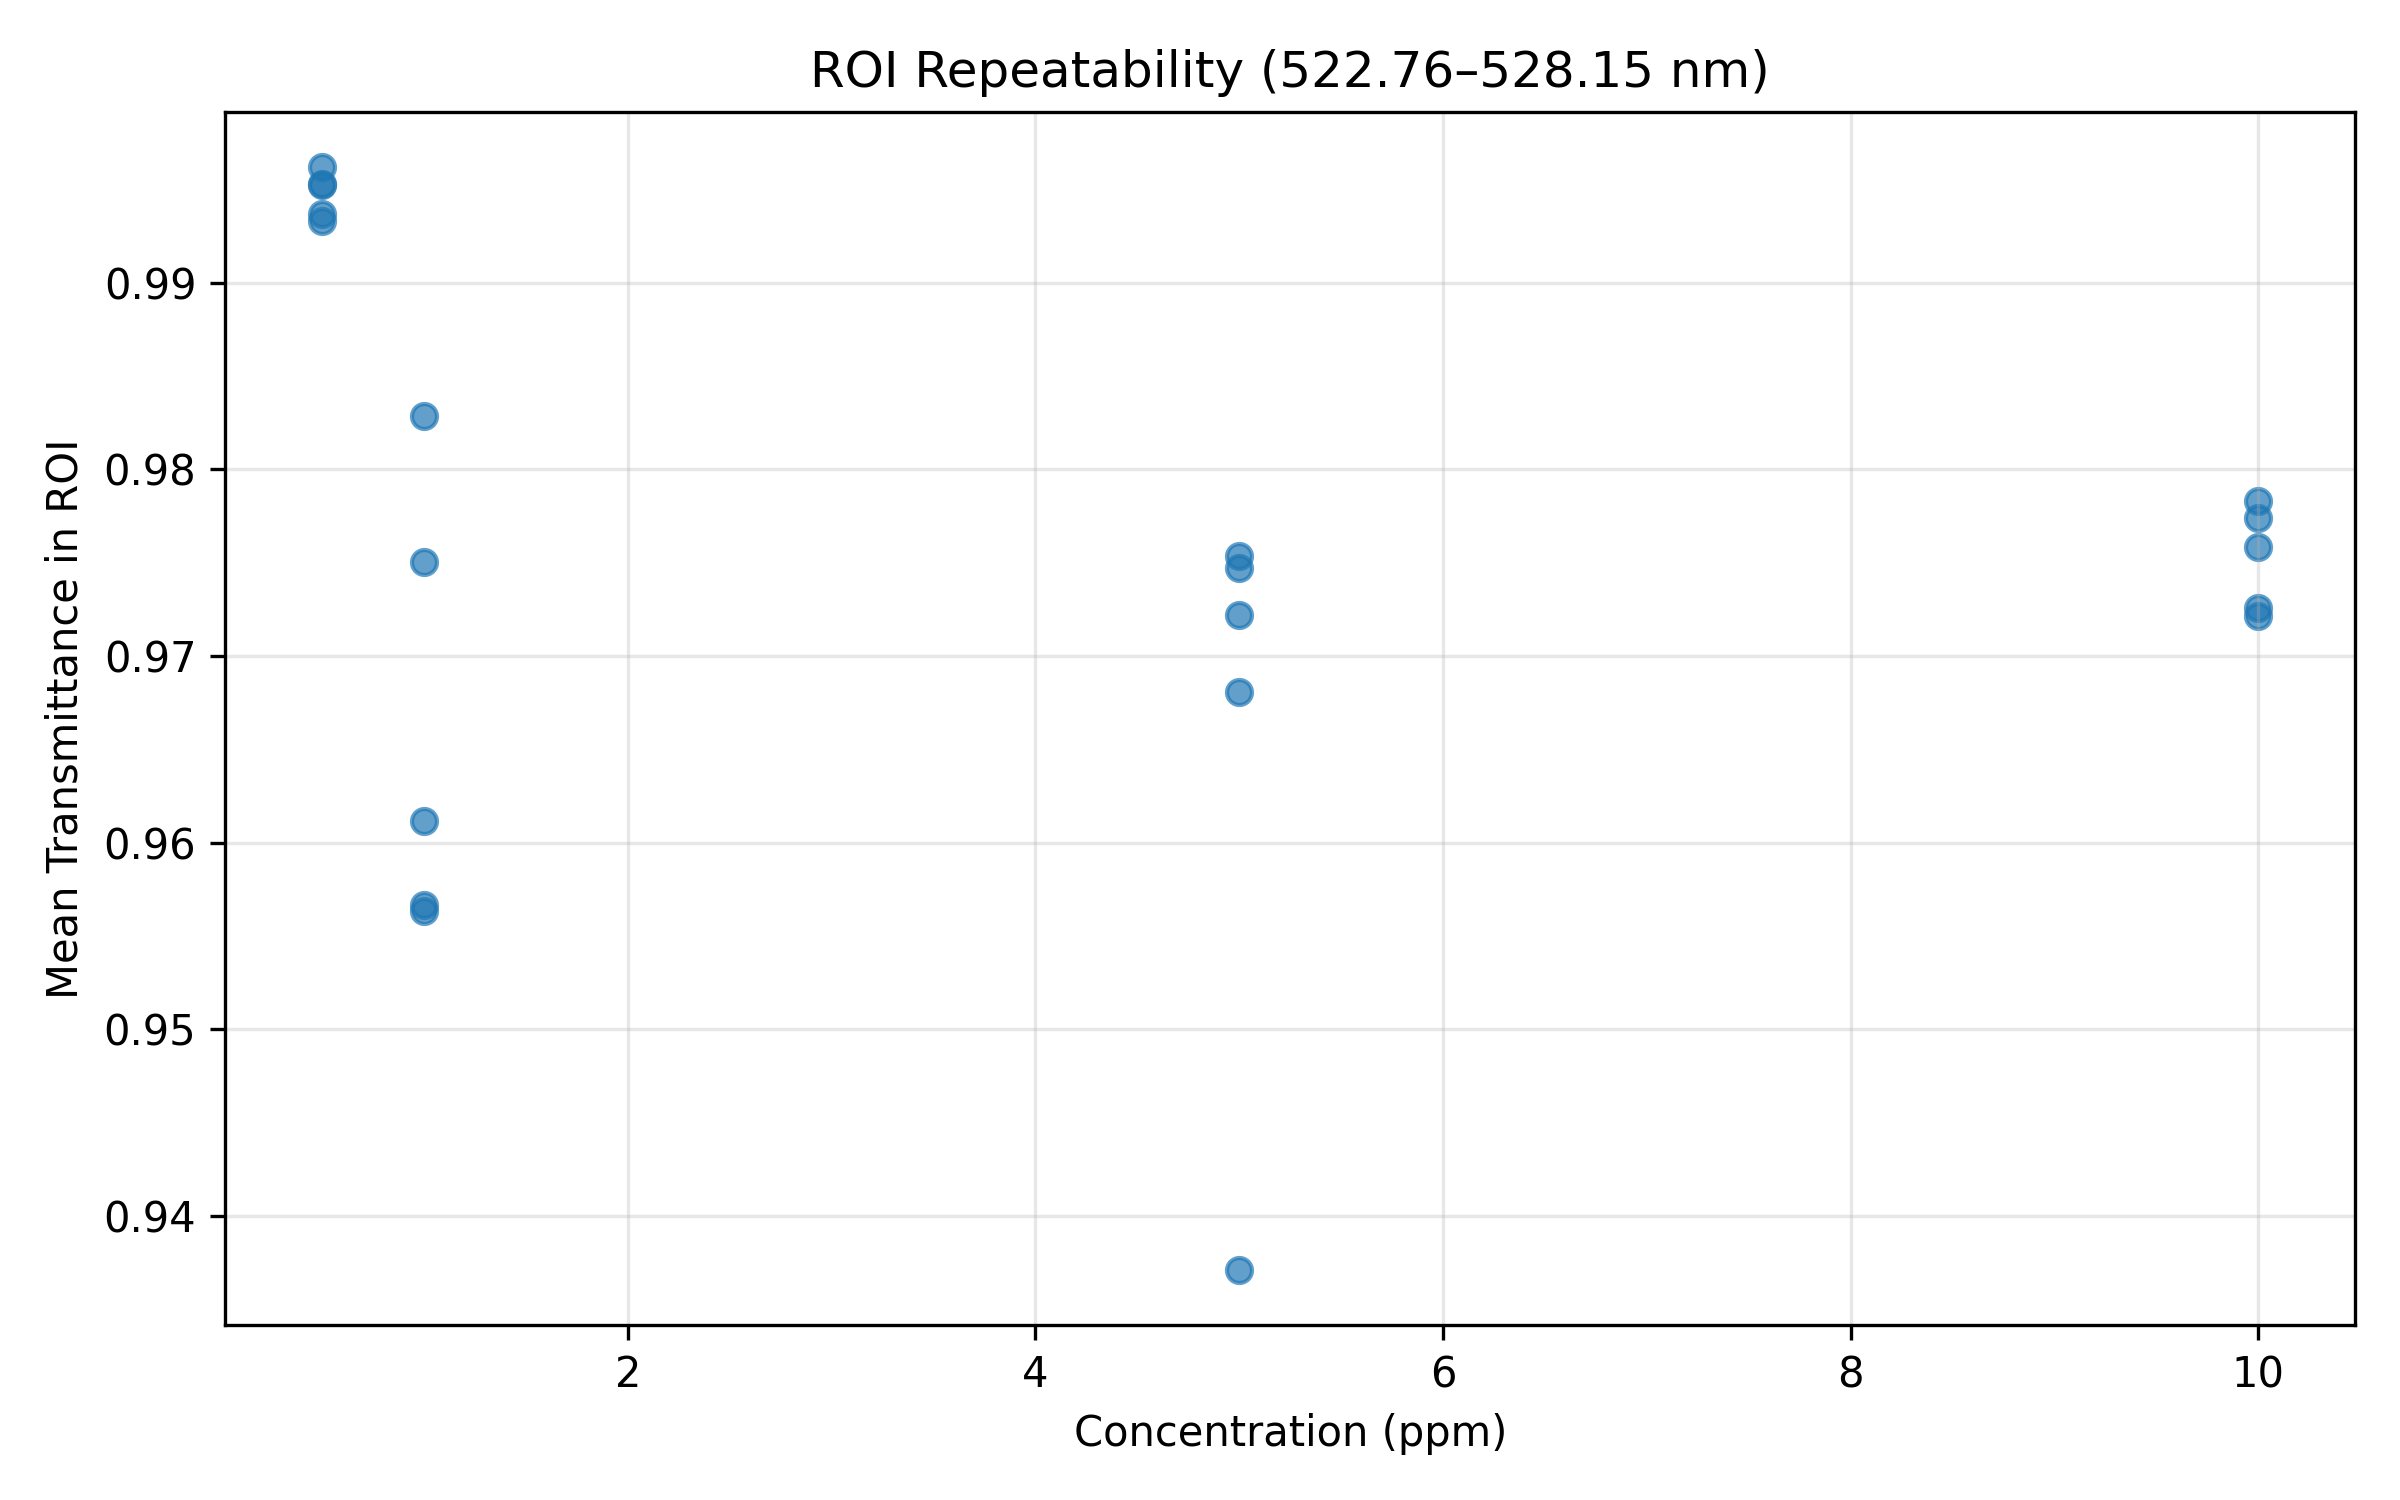 ROI Repeatability (522.76–528.15 nm)
Mean Transmittance in ROI
0.99
0.98
0.97
0.96
0.95
0.94
2 4 6 8 10
Concentration (ppm)